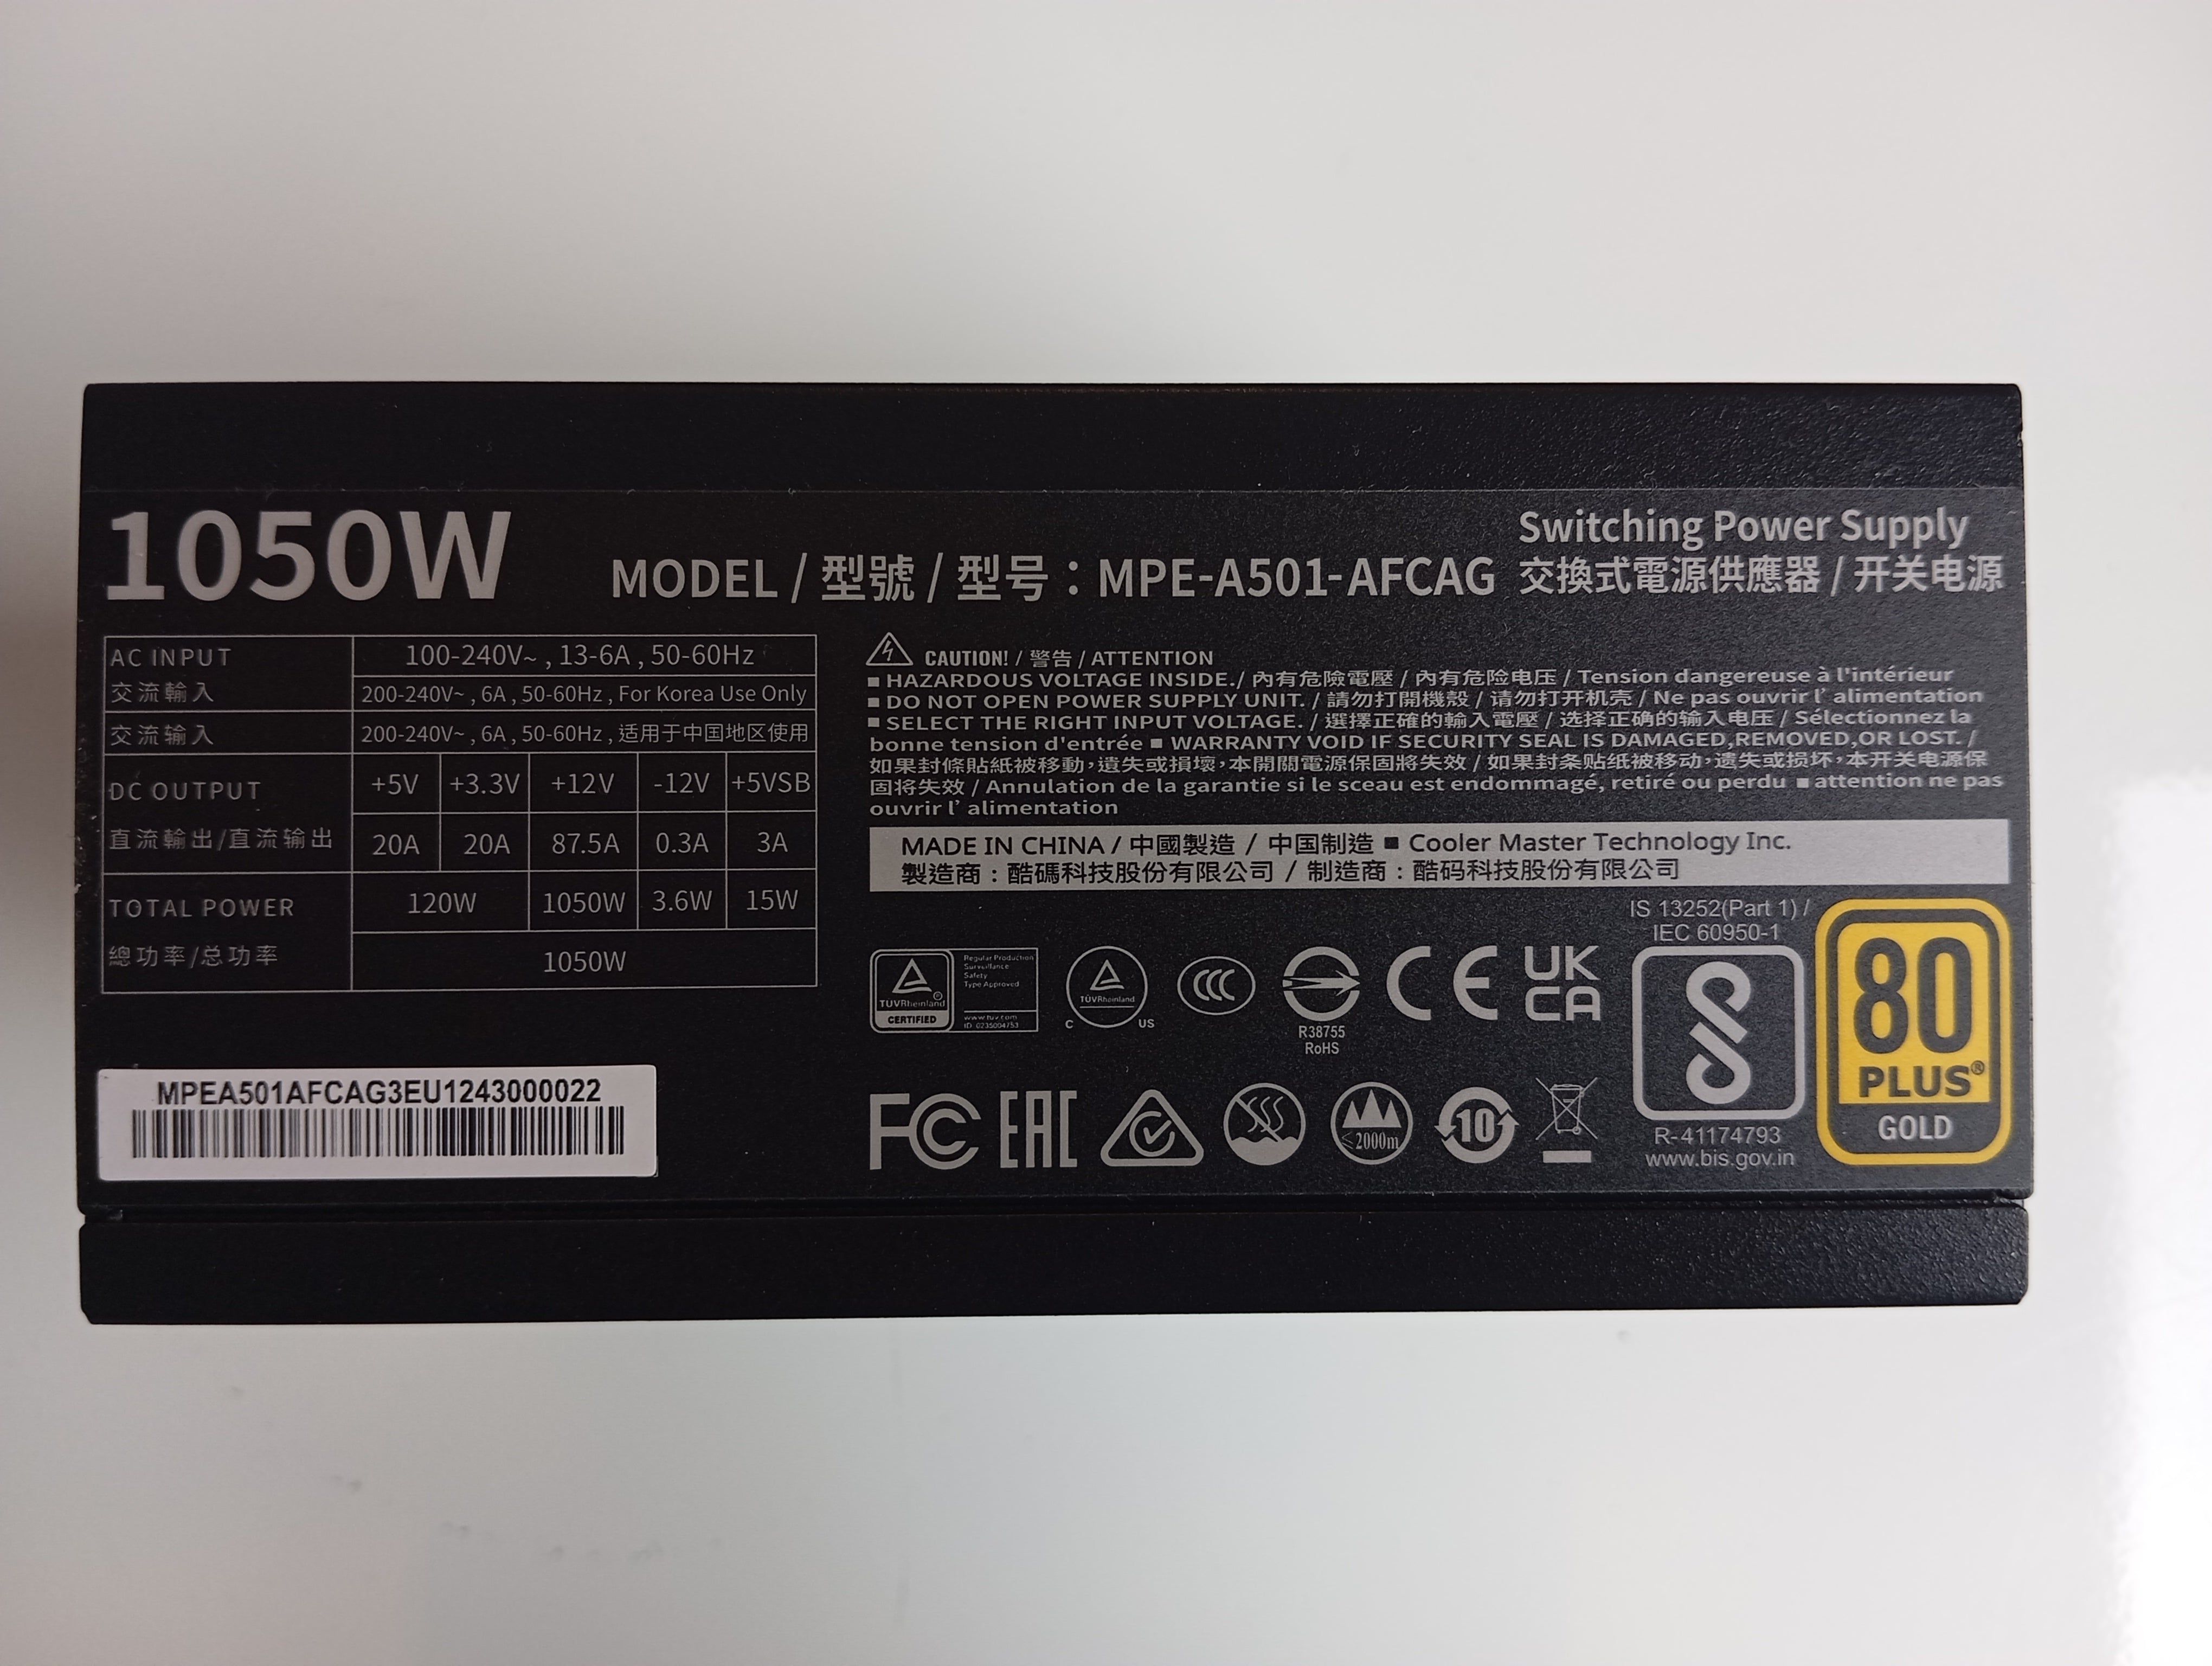 1050W
MODEL / 型號 / 型号：MPE-A501-AFCAG
Switching Power Supply
交換式電源供應器 / 开关电源
AC INPUT
交流輸入
100-240V~ , 13-6A , 50-60Hz
200-240V~ , 6A , 50-60Hz , For Korea Use Only
交流输入
200-240V~ , 6A , 50-60Hz , 适用于中国地区使用
DC OUTPUT
直流輸出/直流输出
+5V +3.3V +12V -12V +5VSB
20A 20A 87.5A 0.3A 3A
TOTAL POWER
總功率/总功率
120W 1050W 3.6W 15W
1050W
MPEA501AFCAG3EU1243000022
CAUTION! / 警告 / ATTENTION
■ HAZARDOUS VOLTAGE INSIDE./ 內有危險電壓 / 内有危险电压 / Tension dangereuse à l'intérieur
■ DO NOT OPEN POWER SUPPLY UNIT. / 請勿打開機殼 / 请勿打开机壳 / Ne pas ouvrir l' alimentation
■ SELECT THE RIGHT INPUT VOLTAGE. / 選擇正確的輸入電壓 / 选择正确的输入电压 / Sélectionnez la
bonne tension d'entrée ■ WARRANTY VOID IF SECURITY SEAL IS DAMAGED,REMOVED,OR LOST. /
如果封條貼紙被移動，遺失或損壞，本開關電源保固將失效 / 如果封条贴纸被移动，遗失或损坏，本开关电源保
固将失效 / Annulation de la garantie si le sceau est endommagé, retiré ou perdu ■ attention ne pas
ouvrir l' alimentation
MADE IN CHINA / 中國製造 / 中国制造 ■ Cooler Master Technology Inc.
製造商：酷碼科技股份有限公司 / 制造商：酷码科技股份有限公司
TÜVRheinland
CERTIFIED
Regular Production
Surveillance
Safety
Type Approved
www.tuv.com
ID 0235004753
TÜVRheinland
C US
CCC
R38755
RoHS
CE
UK
CA
IS 13252(Part 1) /
IEC 60950-1
R-41174793
www.bis.gov.in
80
PLUS®
GOLD
FC
EAC
≤2000m
10